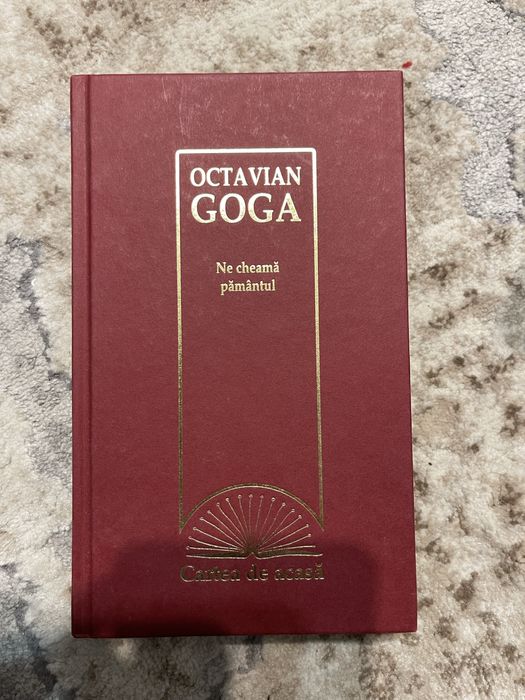 OCTAVIAN
GOGA
Ne cheamă
pământul
Cartea de acasă